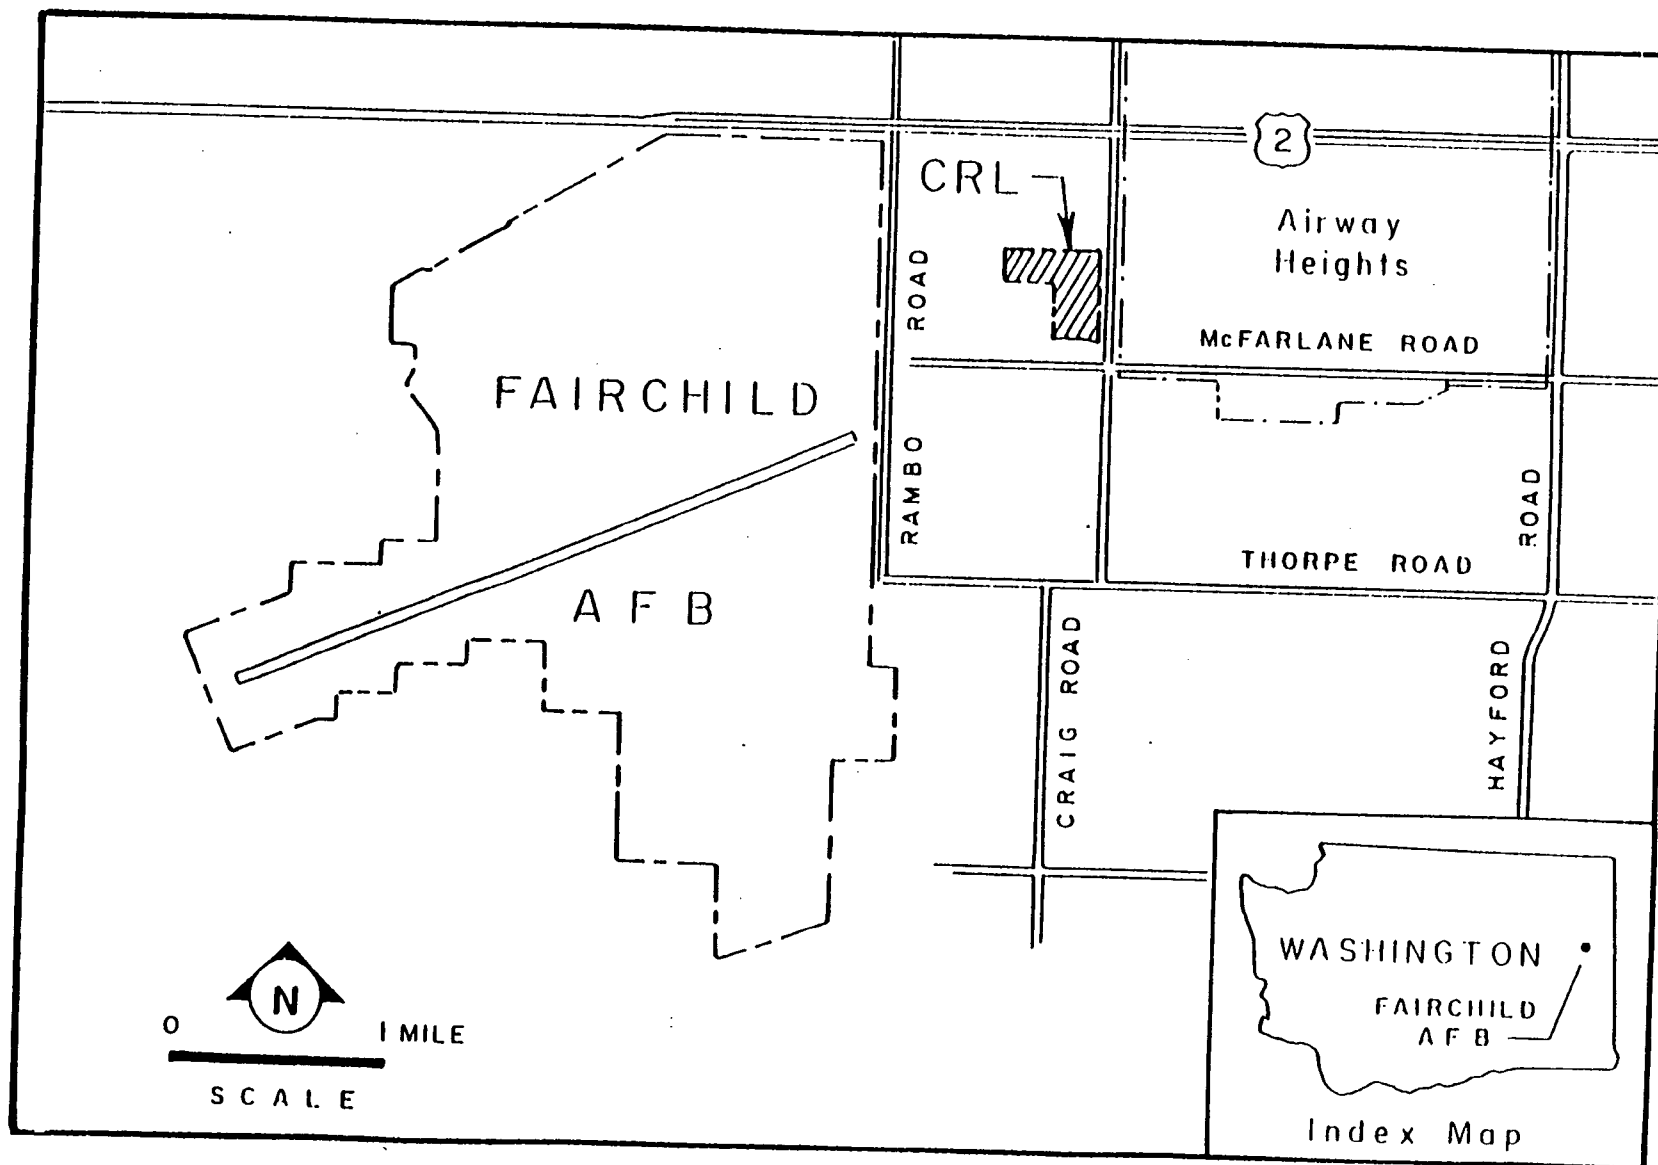 2
CRL
Airway
Heights
McFARLANE ROAD
RAMBO ROAD
FAIRCHILD
AFB
THORPE ROAD
CRAIG ROAD
HAYFORD ROAD
N
0 1 MILE
SCALE
WASHINGTON
FAIRCHILD
AFB
Index Map